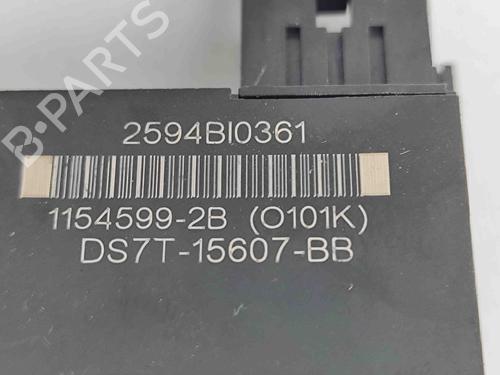 B-PARTS
2594BI0361
1154599-2B (O101K)
DS7T-15607-BB